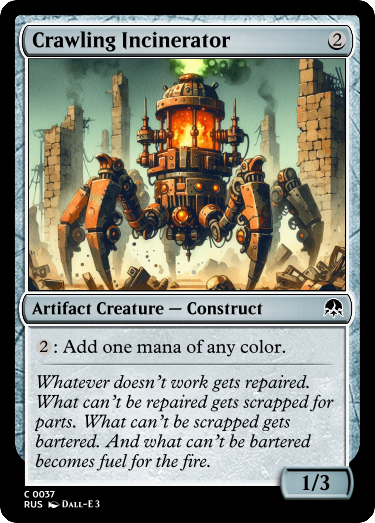 Crawling Incinerator 2
Artifact Creature — Construct
2: Add one mana of any color.
Whatever doesn't work gets repaired.
What can't be repaired gets scrapped for
parts. What can't be scrapped gets
bartered. And what can't be bartered
becomes fuel for the fire.
1/3
C 0037
RUS DALL-E 3